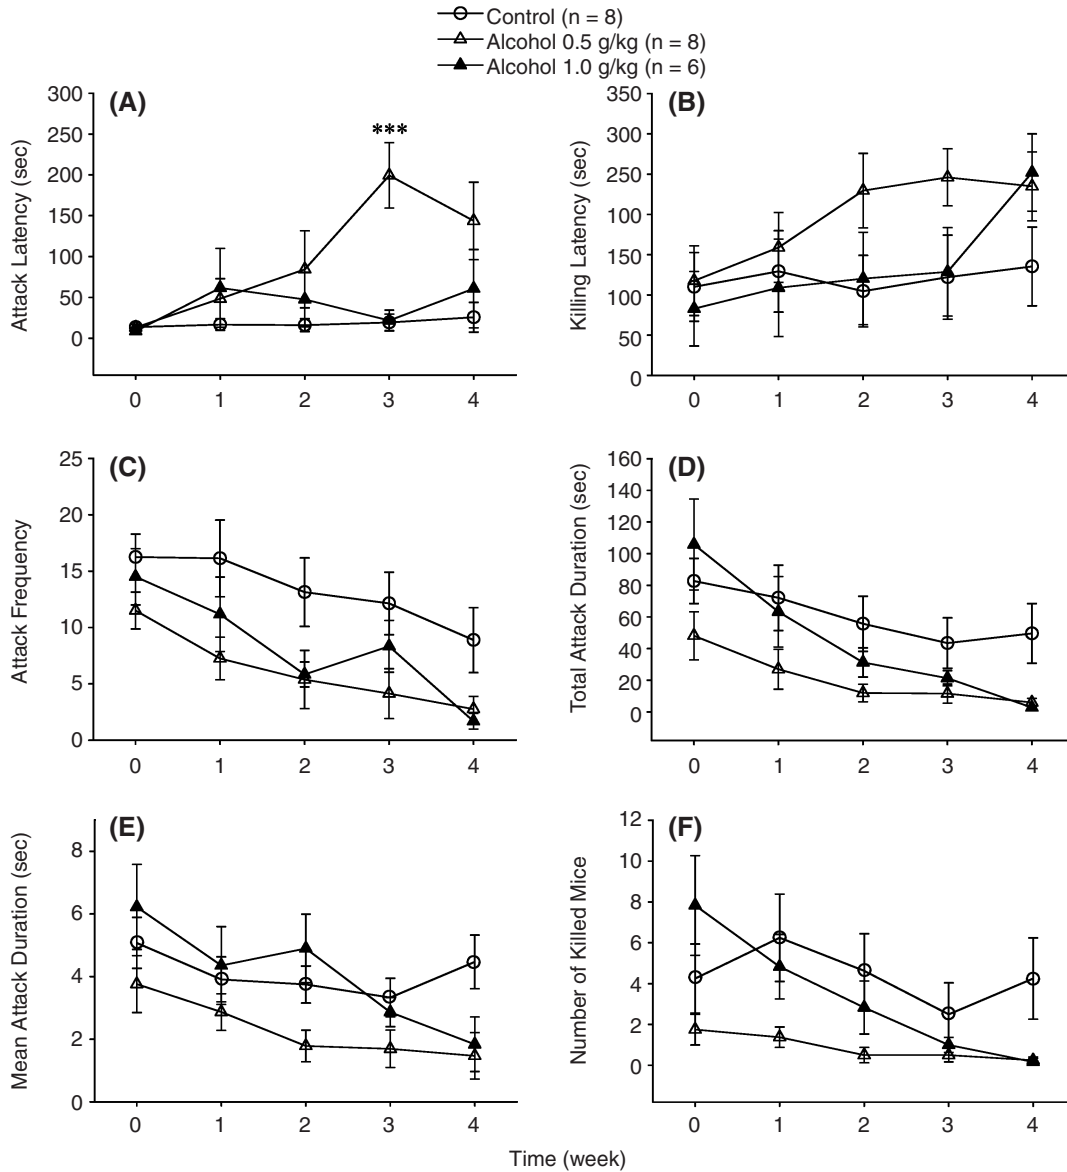 Control (n = 8)
Alcohol 0.5 g/kg (n = 8)
Alcohol 1.0 g/kg (n = 6)
(A)
Attack Latency (sec)
300
250
200
150
100
50
0
***
0 1 2 3 4
(B)
Killing Latency (sec)
350
300
250
100
150
100
50
0
0 1 2 3 4
(C)
Attack Frequency
25
20
15
10
5
0
0 1 2 3 4
(D)
Total Attack Duration (sec)
160
140
120
100
80
60
40
20
0
0 1 2 3 4
(E)
Mean Attack Duration (sec)
8
6
4
2
0
0 1 2 3 4
(F)
Number of Killed Mice
12
10
8
6
4
2
0
0 1 2 3 4
Time (week)